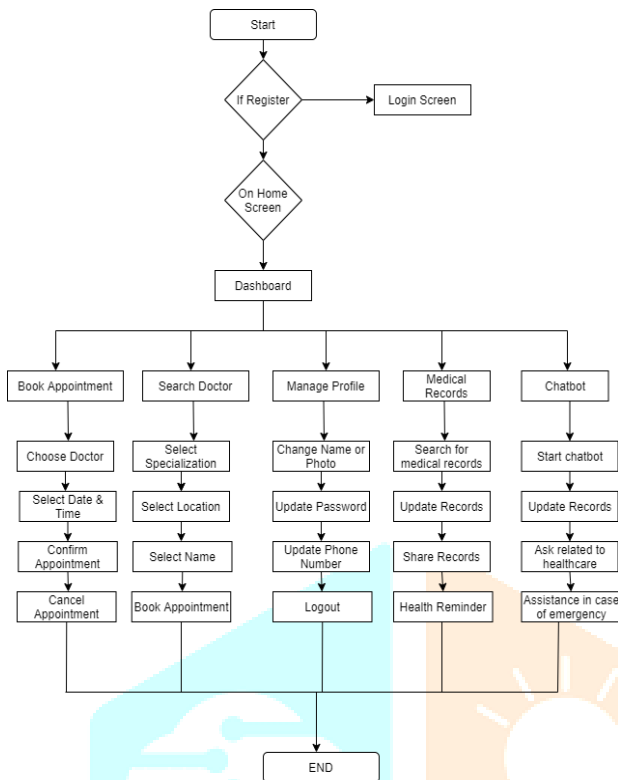 Start
If Register
Login Screen
On Home
Screen
Dashboard
Book Appointment
Search Doctor
Manage Profile
Medical
Records
Chatbot
Choose Doctor
Select
Specialization
Change Name or
Photo
Search for
medical records
Start chatbot
Select Date &
Time
Select Location
Update Password
Update Records
Update Records
Confirm
Appointment
Select Name
Update Phone
Number
Share Records
Ask related to
healthcare
Cancel
Appointment
Book Appointment
Logout
Health Reminder
Assistance in case
of emergency
END